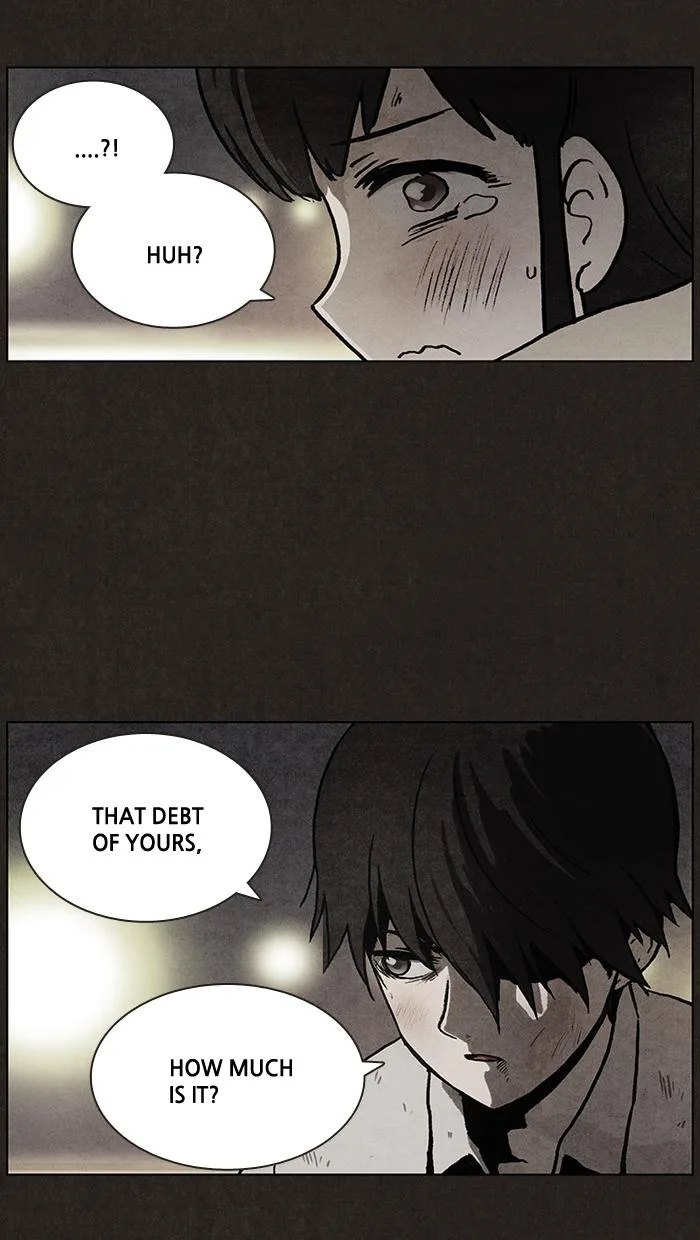 ....?!
HUH?
THAT DEBT
OF YOURS,
HOW MUCH
IS IT?